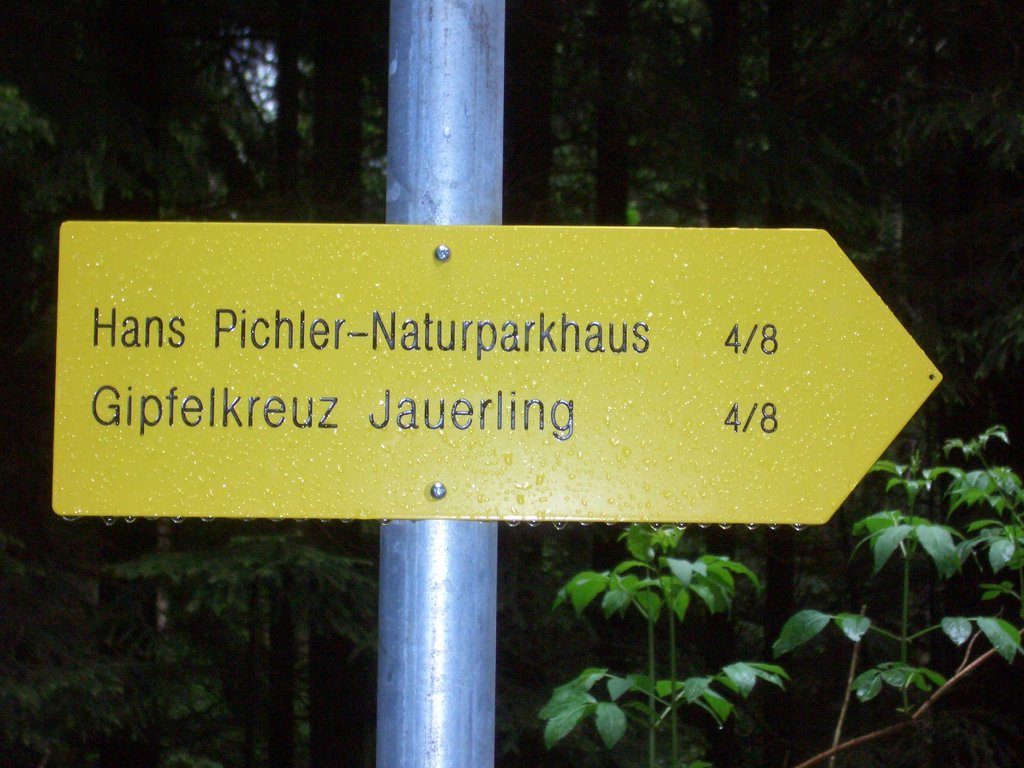 Hans Pichler-Naturparkhaus 4/8
Gipfelkreuz Jauerling 4/8